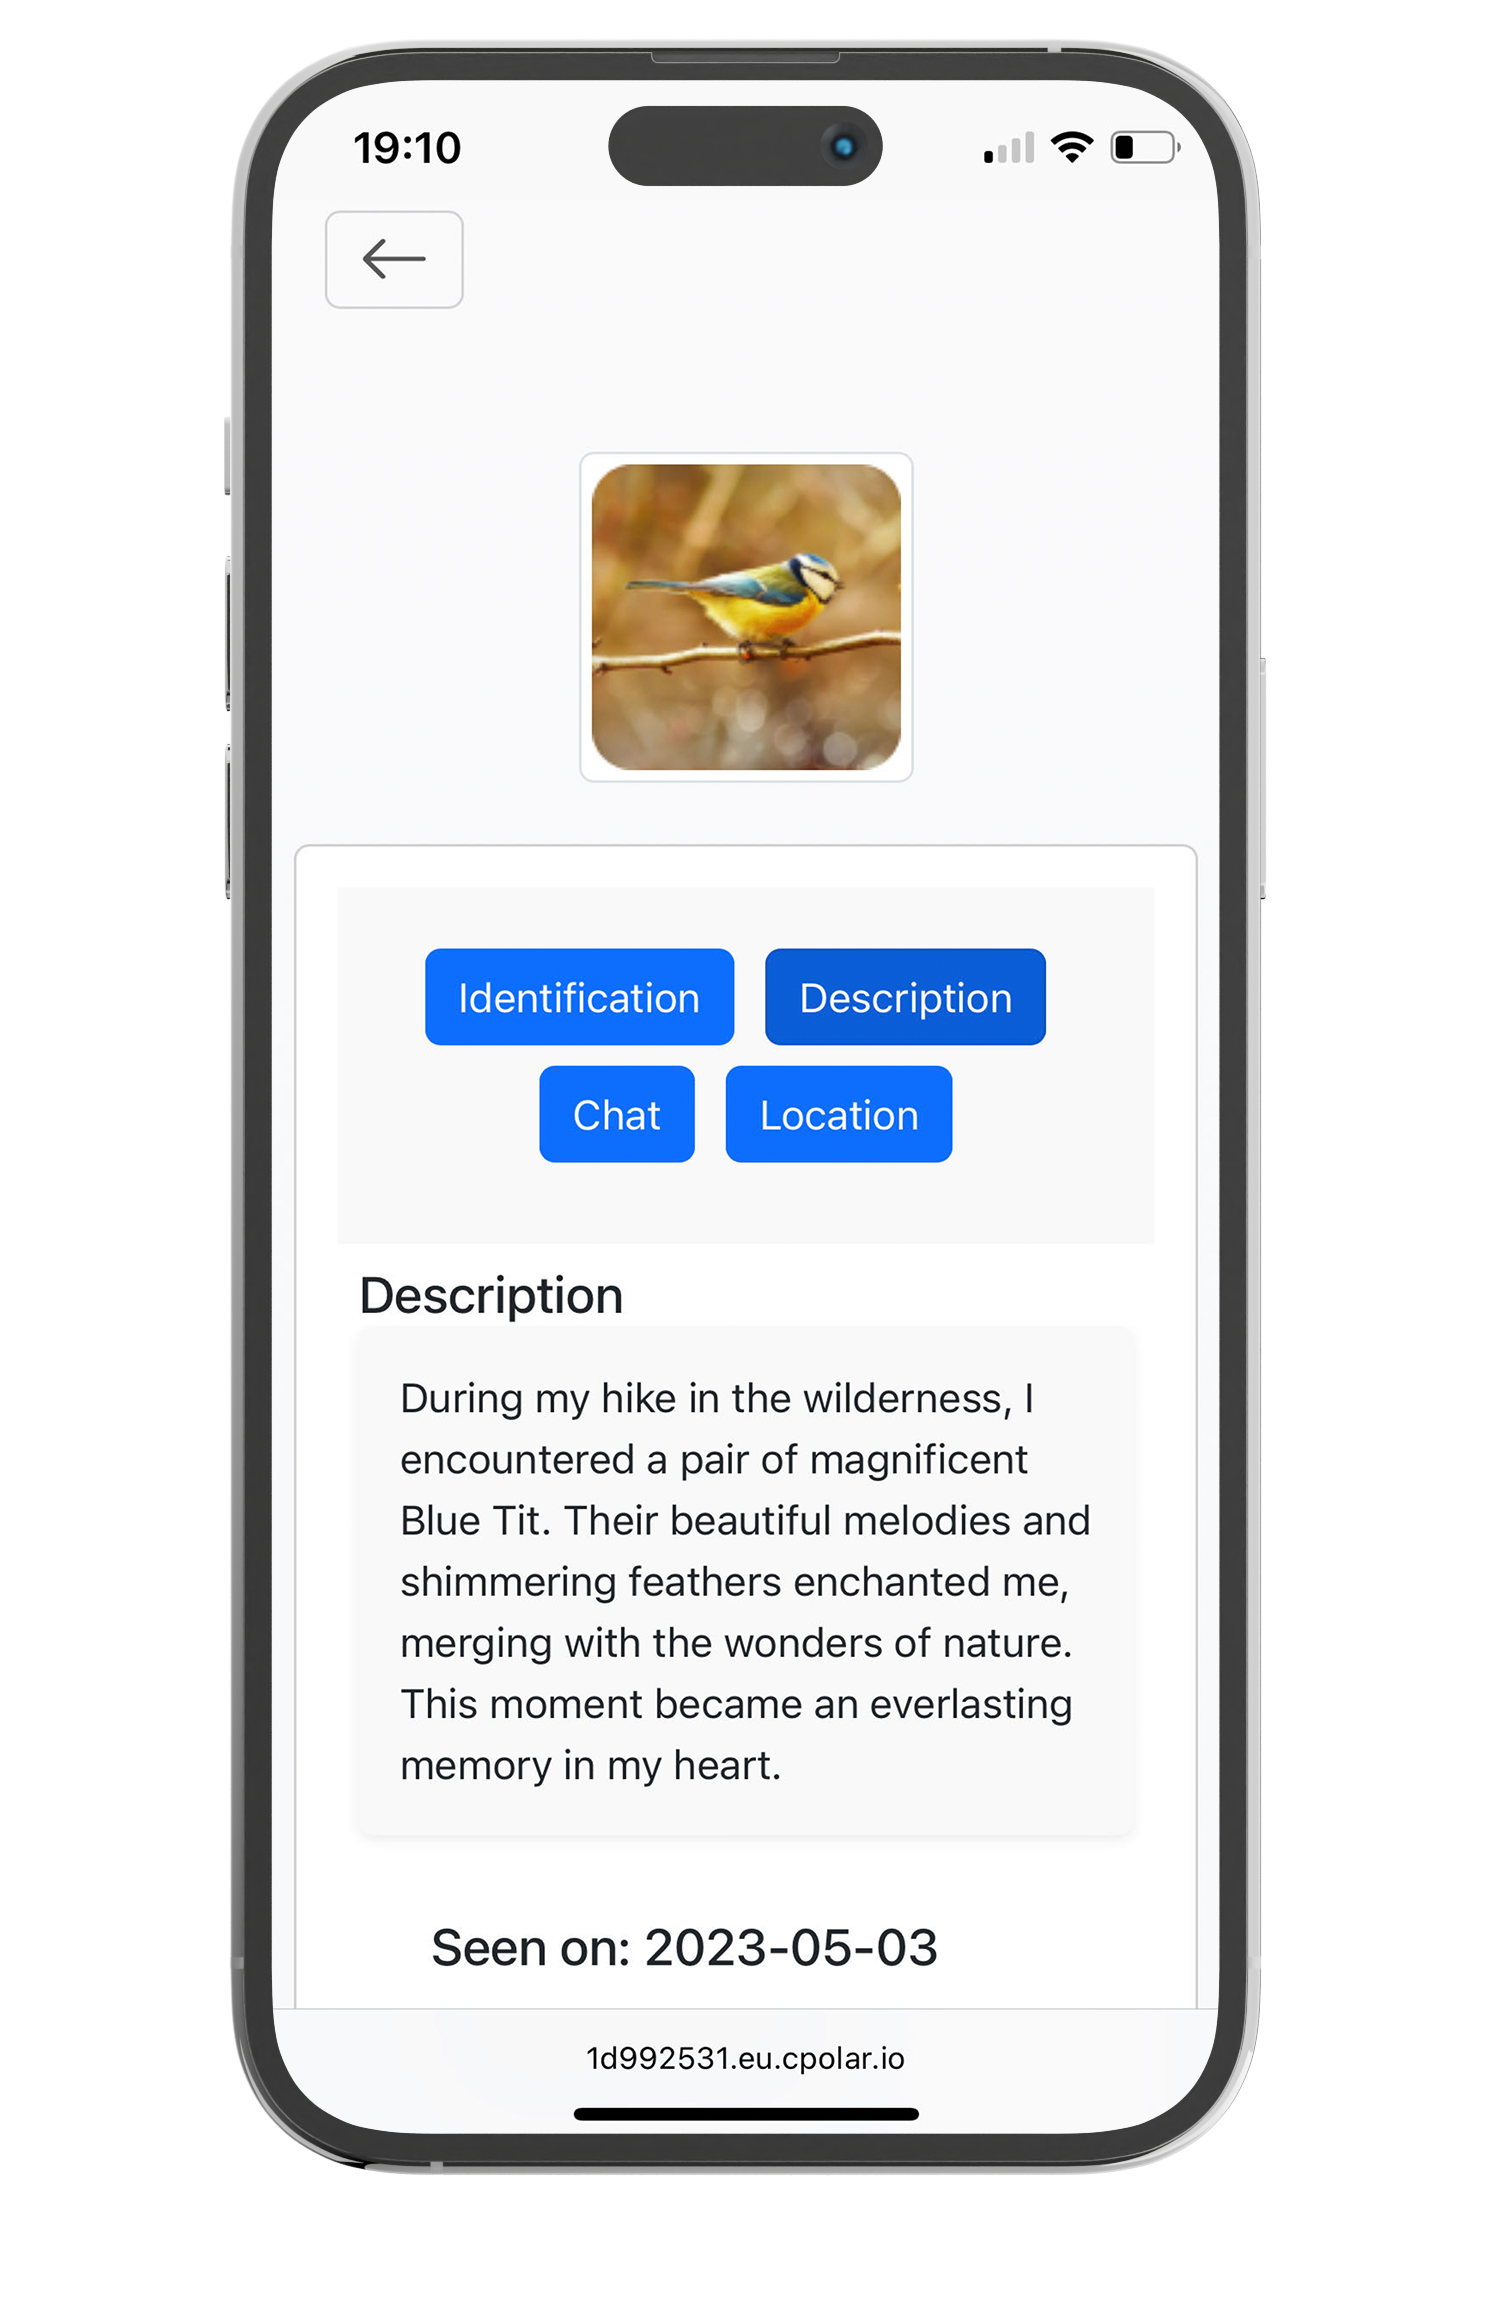 19:10
Identification
Description
Chat
Location
Description
During my hike in the wilderness, I
encountered a pair of magnificent
Blue Tit. Their beautiful melodies and
shimmering feathers enchanted me,
merging with the wonders of nature.
This moment became an everlasting
memory in my heart.
Seen on: 2023-05-03
1d992531.eu.cpolar.io